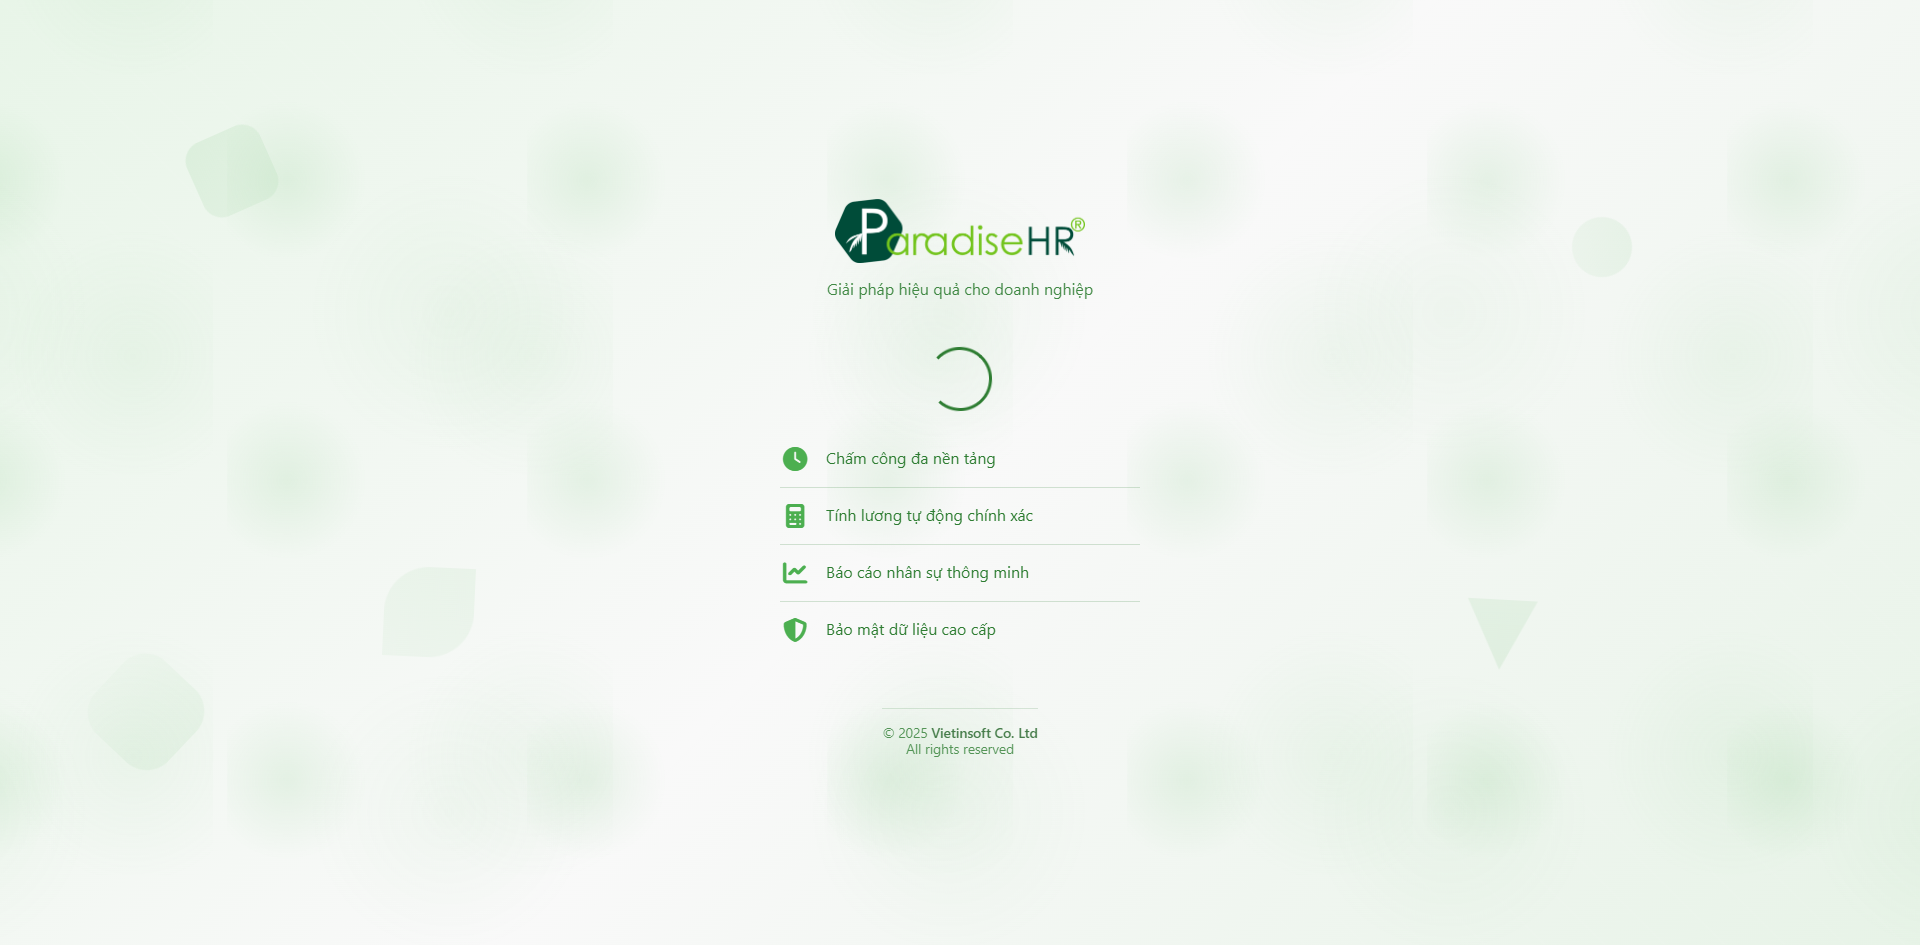 ParadiseHR®
Giải pháp hiệu quả cho doanh nghiệp
Chấm công đa nền tảng
Tính lương tự động chính xác
Báo cáo nhân sự thông minh
Bảo mật dữ liệu cao cấp
© 2025 Vietinsoft Co. Ltd
All rights reserved